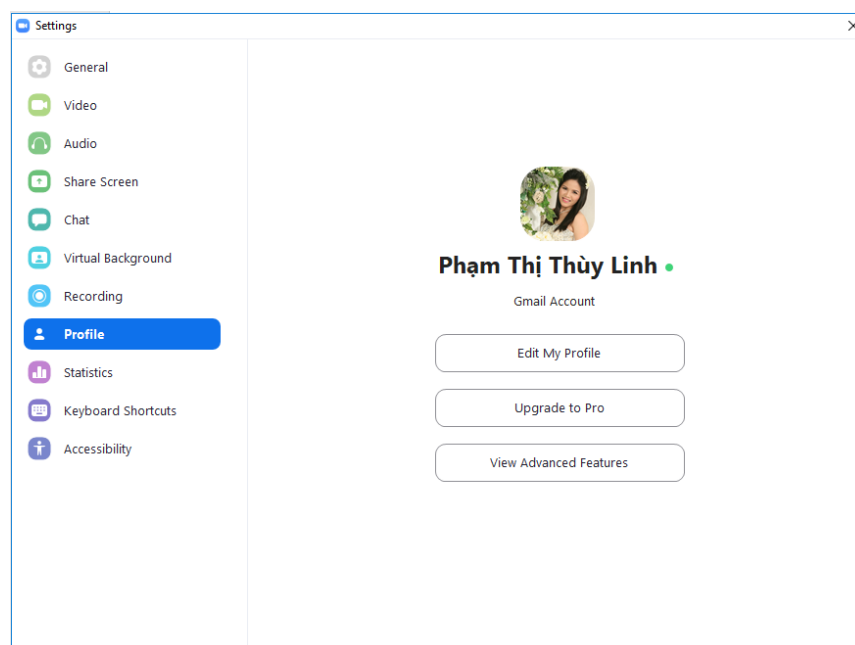 Settings
General
Video
Audio
Share Screen
Chat
Virtual Background
Recording
Profile
Statistics
Keyboard Shortcuts
Accessibility
Phạm Thị Thùy Linh
Gmail Account
Edit My Profile
Upgrade to Pro
View Advanced Features